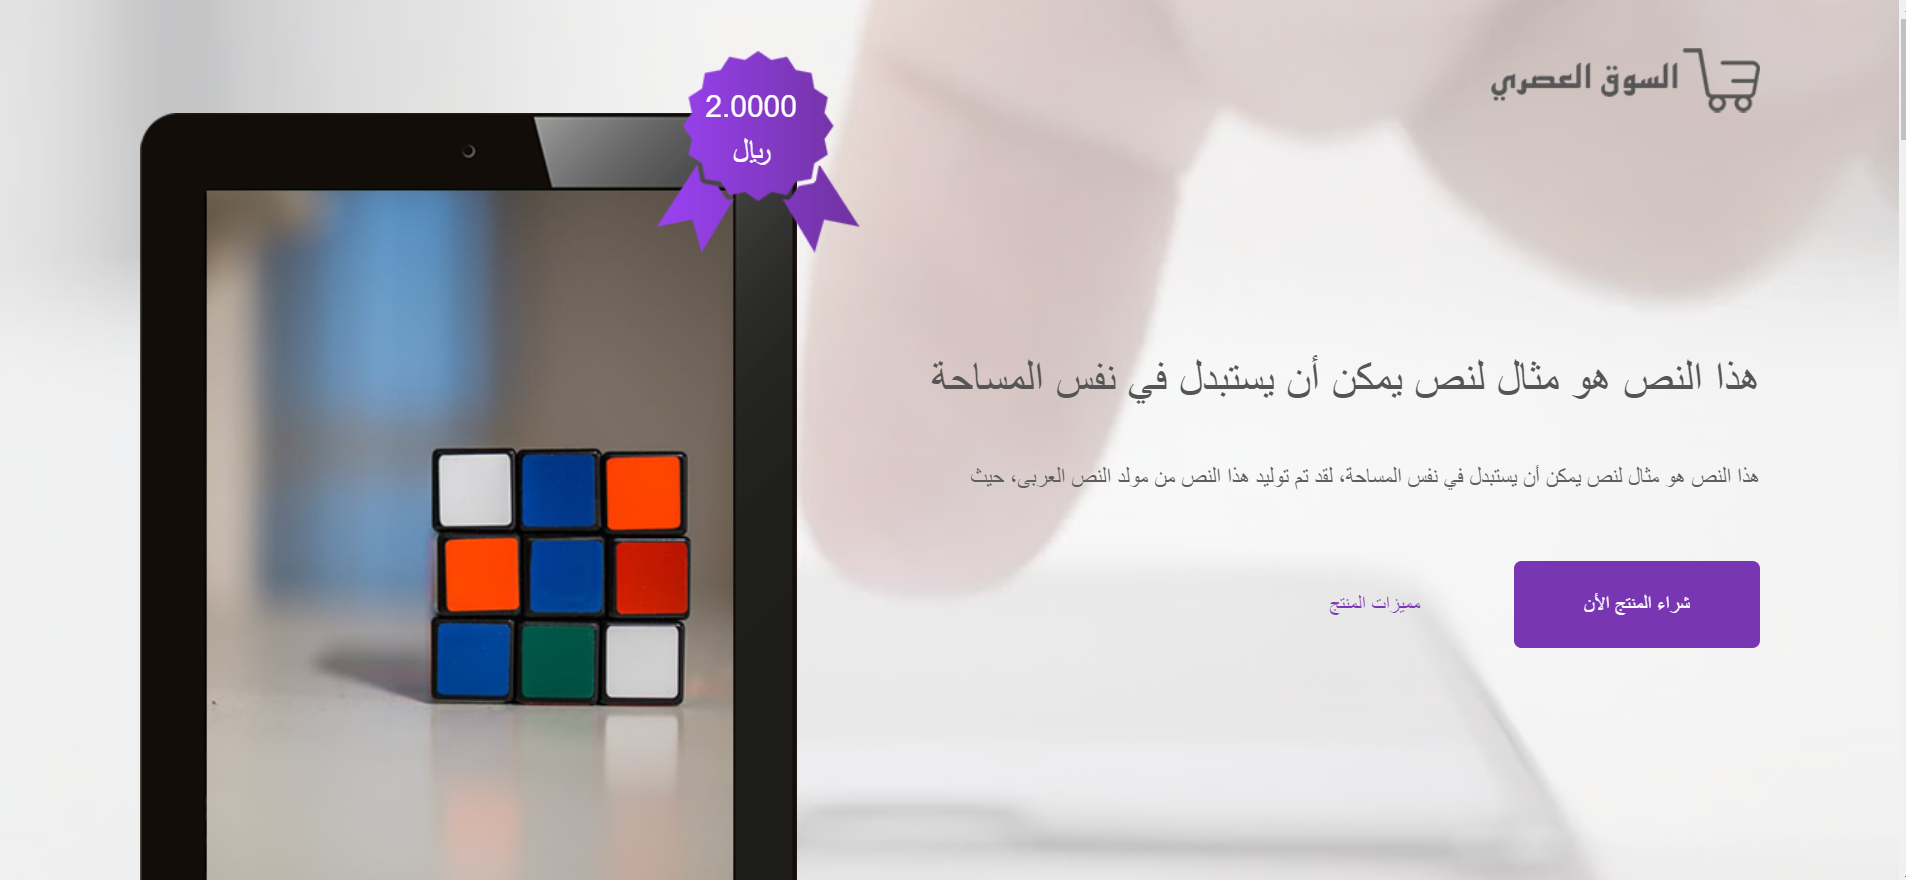 السوق العصري
2.0000
ريال
هذا النص هو مثال لنص يمكن أن يستبدل في نفس المساحة
هذا النص هو مثال لنص يمكن أن يستبدل في نفس المساحة، لقد تم توليد هذا النص من مولد النص العربى، حيث
شراء المنتج الأن
مميزات المنتج